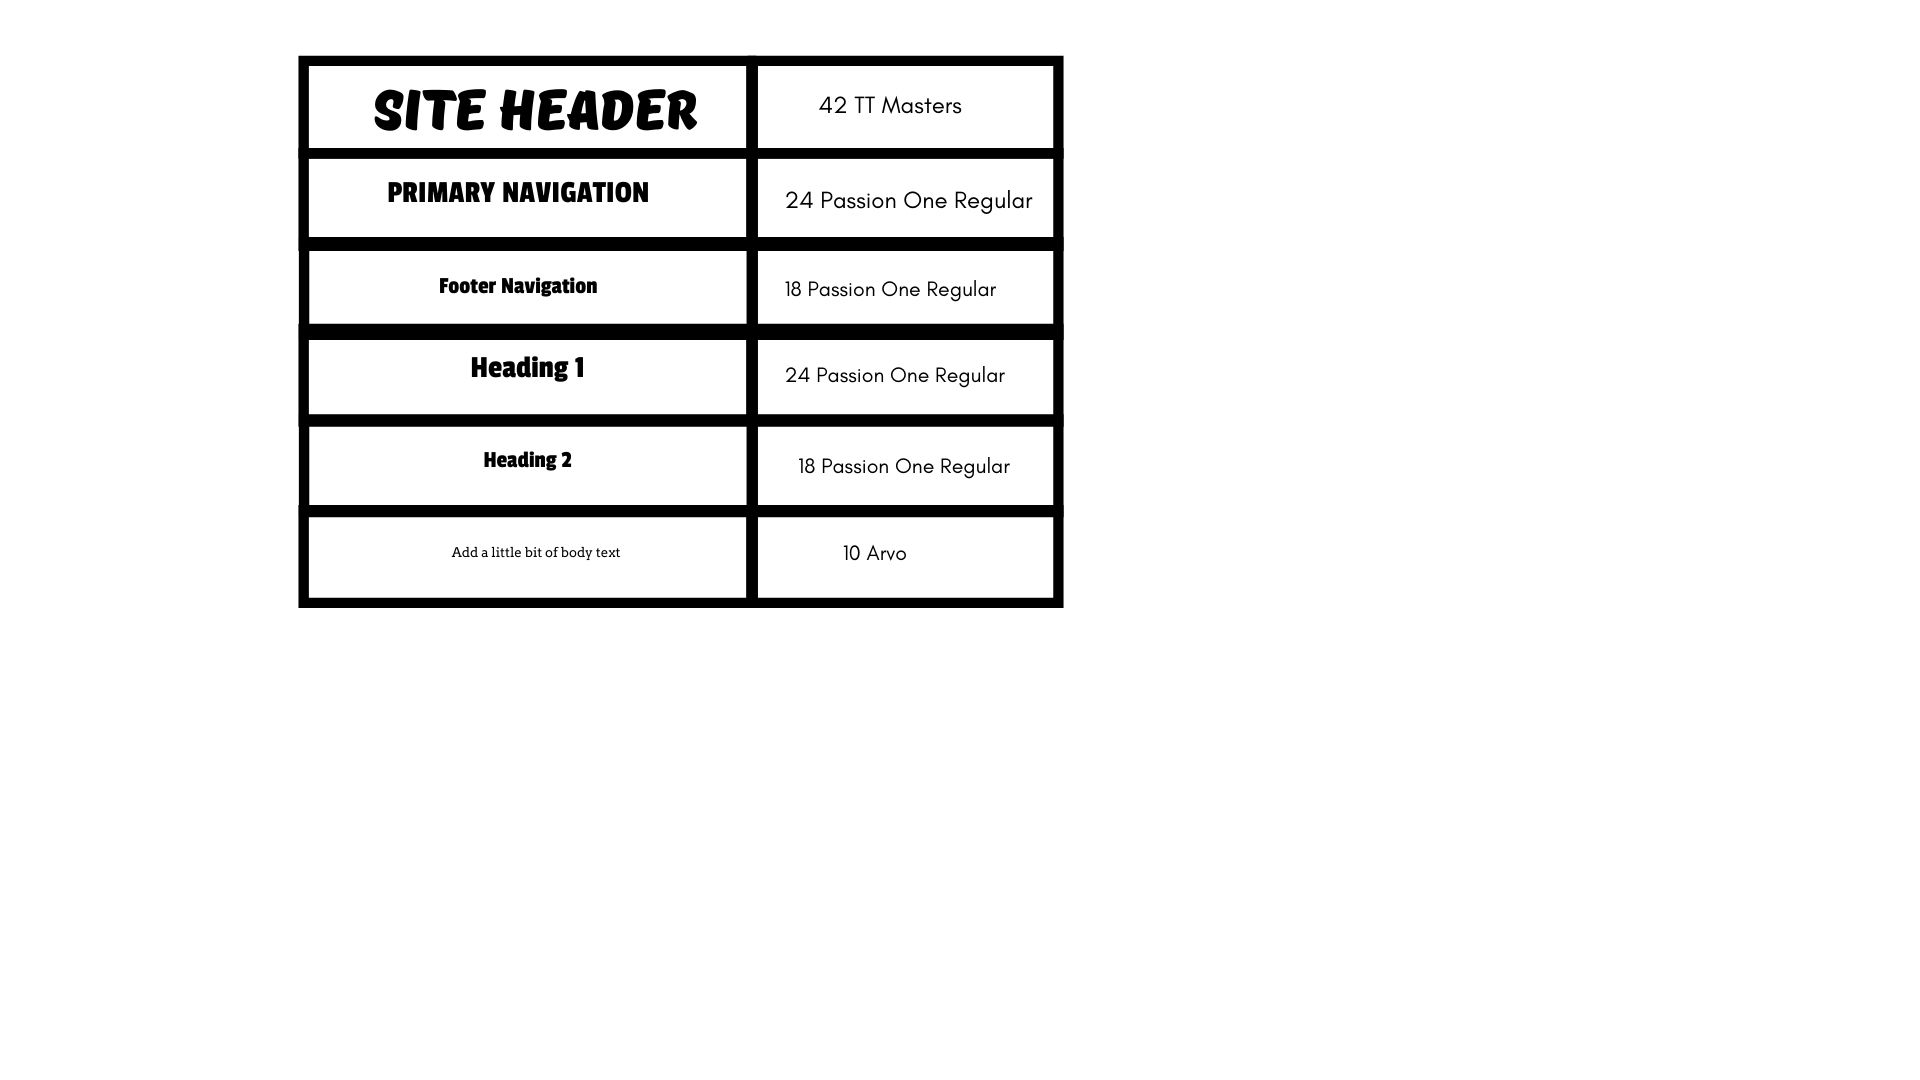 SITE HEADER
42 TT Masters
PRIMARY NAVIGATION
24 Passion One Regular
Footer Navigation
18 Passion One Regular
Heading 1
24 Passion One Regular
Heading 2
18 Passion One Regular
Add a little bit of body text
10 Arvo